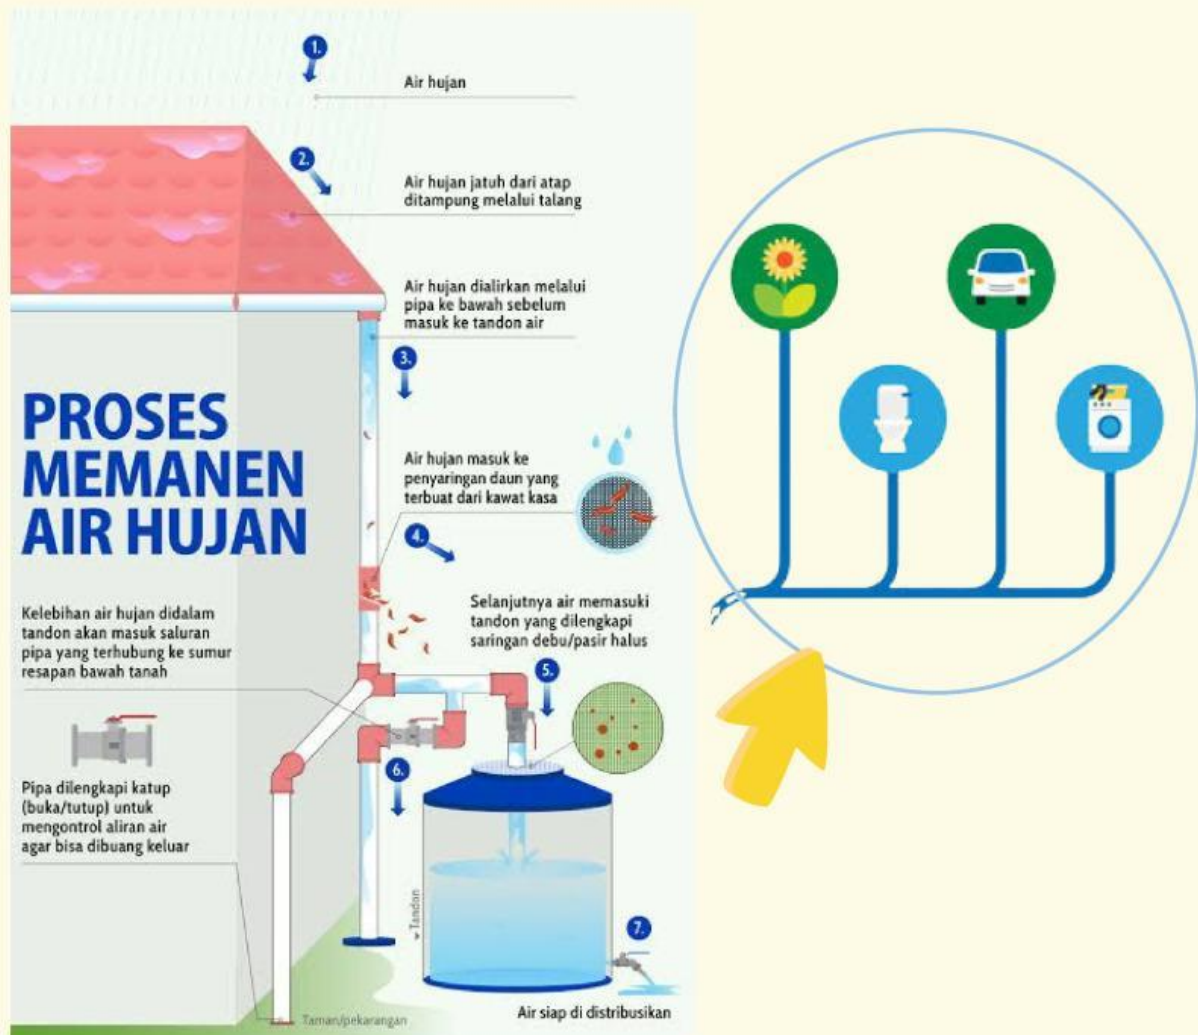 1.
Air hujan
2.
Air hujan jatuh dari atap
ditampung melalui talang
Air hujan dialirkan melalui
pipa ke bawah sebelum
masuk ke tandon air
3.
PROSES
MEMANEN
AIR HUJAN
Air hujan masuk ke
penyaringan daun yang
terbuat dari kawat kasa
4.
Kelebihan air hujan didalam
tandon akan masuk saluran
pipa yang terhubung ke sumur
resapan bawah tanah
Selanjutnya air memasuki
tandon yang dilengkapi
saringan debu/pasir halus
5.
6.
Pipa dilengkapi katup
(buka/tutup) untuk
mengontrol aliran air
agar bisa dibuang keluar
Tandon
7.
Air siap di distribusikan
Taman/pekarangan